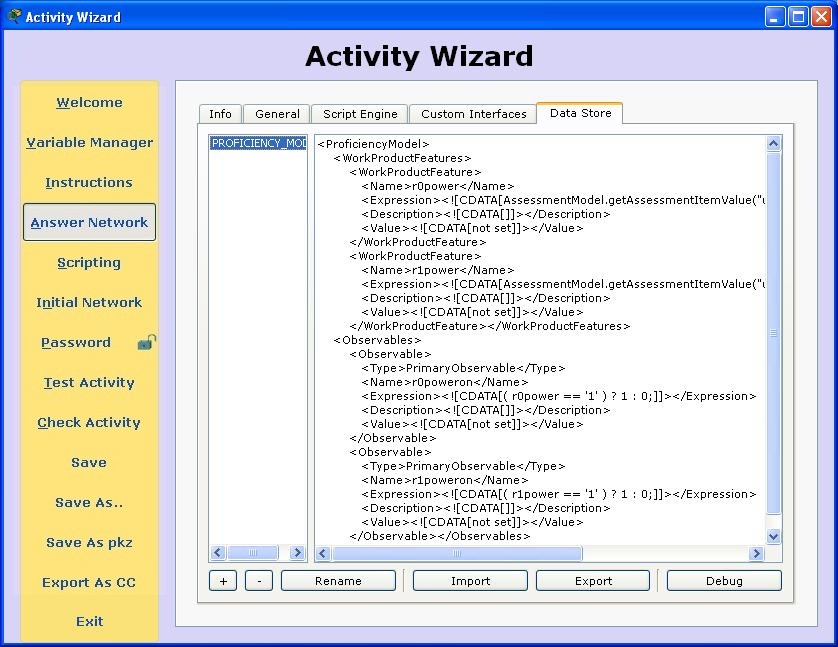 Activity Wizard
Activity Wizard
Welcome
Variable Manager
Instructions
Answer Network
Scripting
Initial Network
Password
Test Activity
Check Activity
Save
Save As..
Save As pkz
Export As CC
Exit
Info General Script Engine Custom Interfaces Data Store
PROFICIENCY_MOD
<ProficiencyModel>
<WorkProductFeatures>
<WorkProductFeature>
<Name>r0power</Name>
<Expression><![CDATA[AssessmentModel.getAssessmentItemValue("u
<Description><![CDATA[]]></Description>
<Value><![CDATA[not set]]></Value>
</WorkProductFeature>
<WorkProductFeature>
<Name>r1power</Name>
<Expression><![CDATA[AssessmentModel.getAssessmentItemValue("u
<Description><![CDATA[]]></Description>
<Value><![CDATA[not set]]></Value>
</WorkProductFeature></WorkProductFeatures>
<Observables>
<Observable>
<Type>PrimaryObservable</Type>
<Name>r0poweron</Name>
<Expression><![CDATA[( r0power == '1' ) ? 1 : 0;]]></Expression>
<Description><![CDATA[]]></Description>
<Value><![CDATA[not set]]></Value>
</Observable>
<Observable>
<Type>PrimaryObservable</Type>
<Name>r1poweron</Name>
<Expression><![CDATA[( r1power == '1' ) ? 1 : 0;]]></Expression>
<Description><![CDATA[]]></Description>
<Value><![CDATA[not set]]></Value>
</Observable></Observables>
+ - Rename Import Export Debug